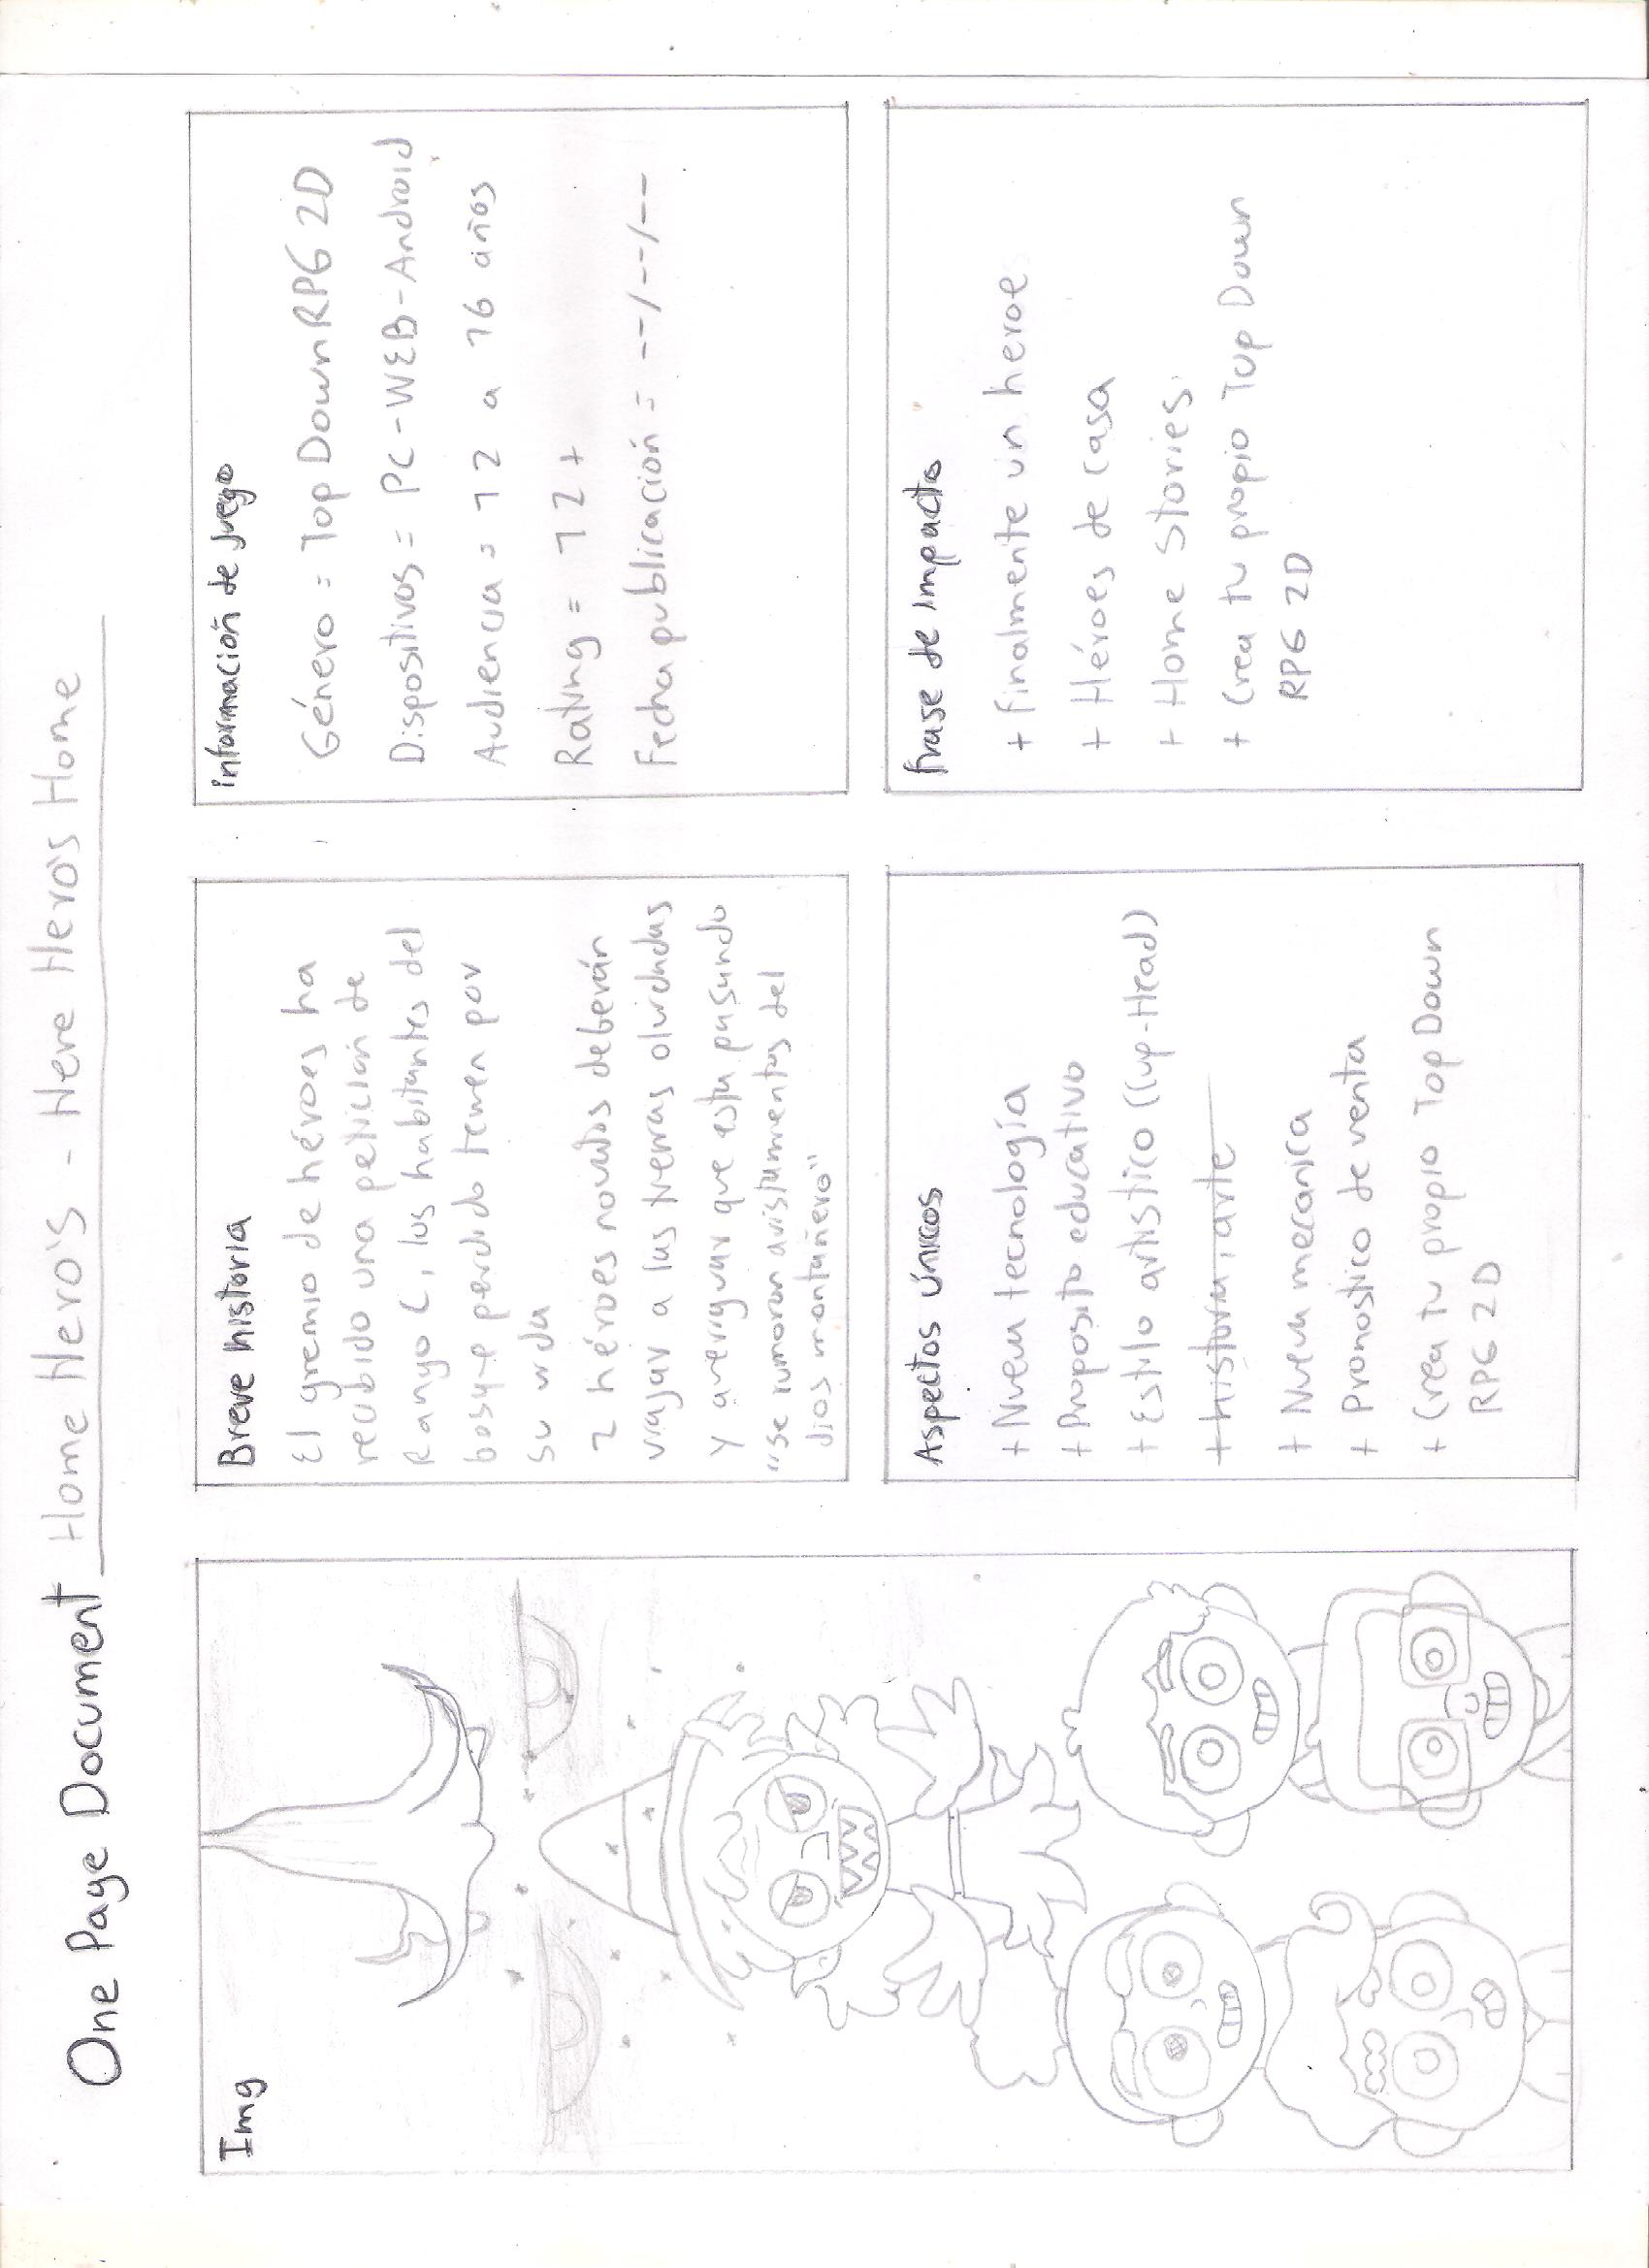 One Page Document Home Hero's - Here Hero's Home
Img
Breve historia
El gremio de héroes ha
recibido una petición de
Rango C, los habitantes del
bosque perdido temen por
su vida
2 héroes novatos deberán
viajar a las tierras olvidadas
y averiguar que esta pasando
"se rumoran avistamientos del
dios montañero"
información de juego
Género = Top Down RPG 2D
Dispositivos = PC-WEB-Android
Audiencia = 12 a 16 años
Rating = 12 +
Fecha publicación = --/--/--
Aspectos únicos
+ Nueva tecnología
+ Proposito educativo
+ Estilo artistico (Cup-Head)
+ historia, arte
+ Nueva mecanica
+ Pronostico de venta
+ Crea tu propio Top Down
RPG 2D
frase de impacto
+ finalmente un heroe
+ Héroes de casa
+ Home Stories
+ Crea tu propio Top Down
RPG 2D